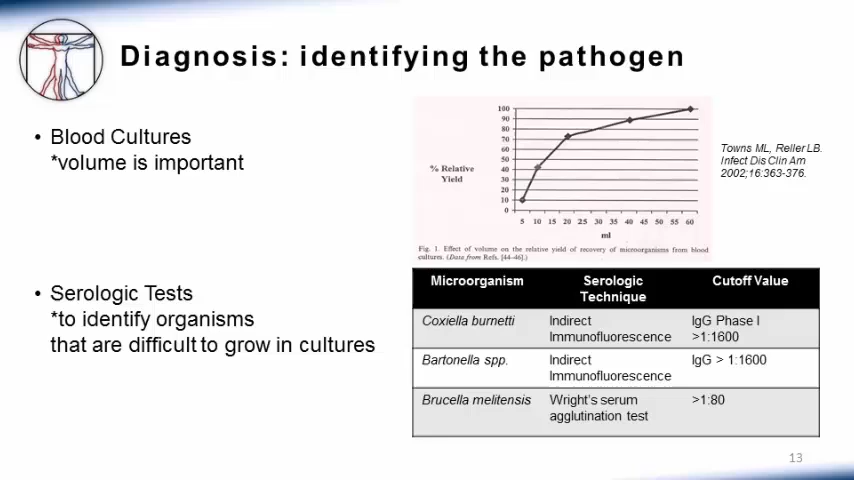 Diagnosis: identifying the pathogen
• Blood Cultures
*volume is important
100
90
80
70
60
50
40
30
20
10
0
% Relative
Yield
5 10 15 20 25 30 35 40 45 50 55 60
ml
Fig. 1. Effect of volume on the relative yield of recovery of microorganisms from blood
cultures. (Data from Refs. [44–46].)
Towns ML, Reller LB.
Infect Dis Clin Am
2002;16:363-376.
• Serologic Tests
*to identify organisms
that are difficult to grow in cultures
Microorganism Serologic Technique Cutoff Value
Coxiella burnetti Indirect Immunofluorescence IgG Phase I >1:1600
Bartonella spp. Indirect Immunofluorescence IgG > 1:1600
Brucella melitensis Wright's serum agglutination test >1:80
13